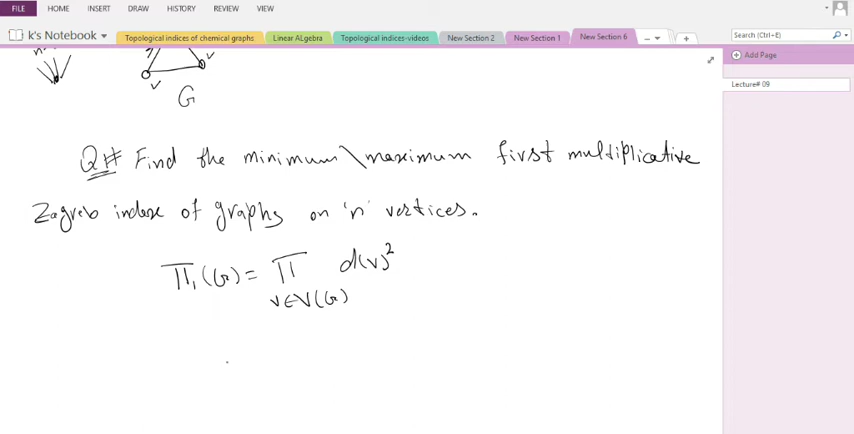 FILE HOME INSERT DRAW HISTORY REVIEW VIEW
k's Notebook Topological indices of chemical graphs Linear ALgebra Topological indices-videos New Section 2 New Section 1 New Section 6 Search (Ctrl+E)
Add Page
Lecture# 09
v v
G
Q# Find the minimum\maximum first multiplicative
Zagreb index of graphs on 'n' vertices.
Π₁(G) = Π d(v)²
v∈V(G)